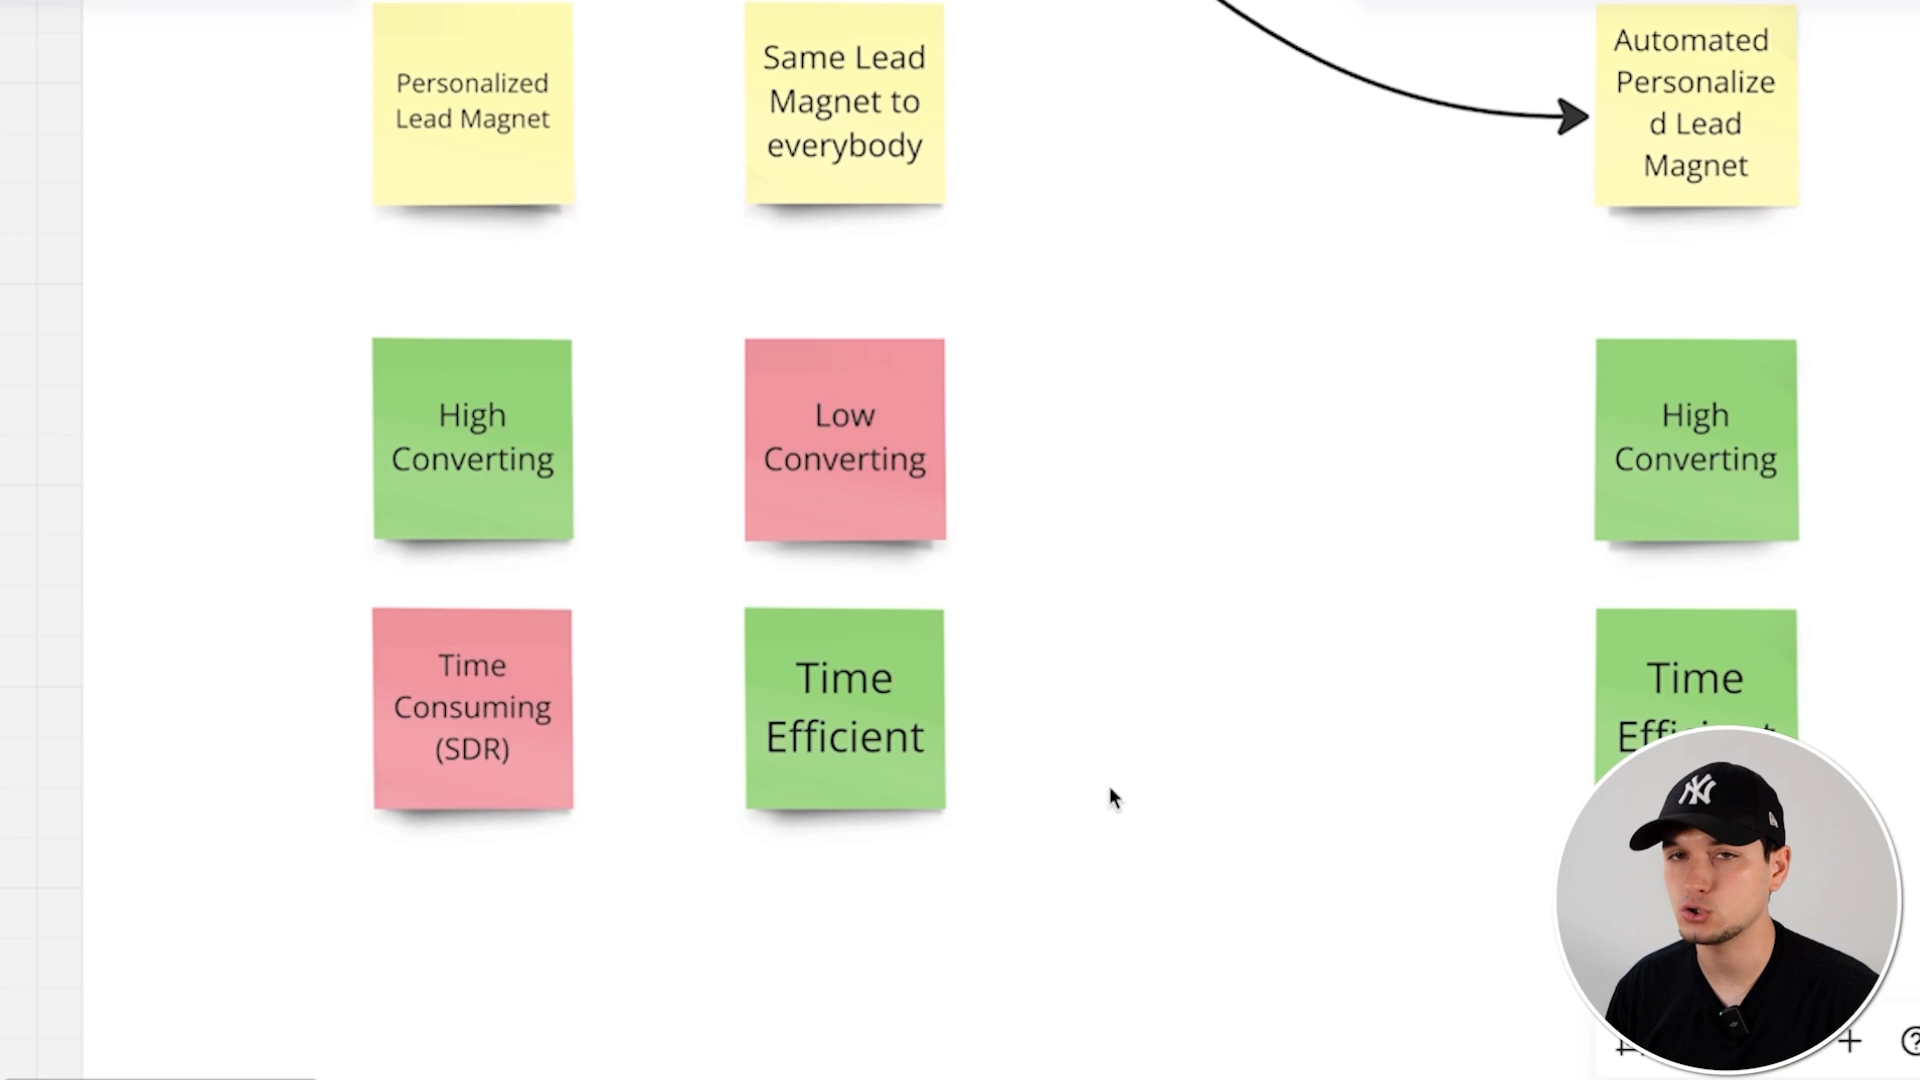 Personalized
Lead Magnet
Same Lead
Magnet to
everybody
Automated
Personalize
d Lead
Magnet
High
Converting
Low
Converting
High
Converting
Time
Consuming
(SDR)
Time
Efficient
Time
NY